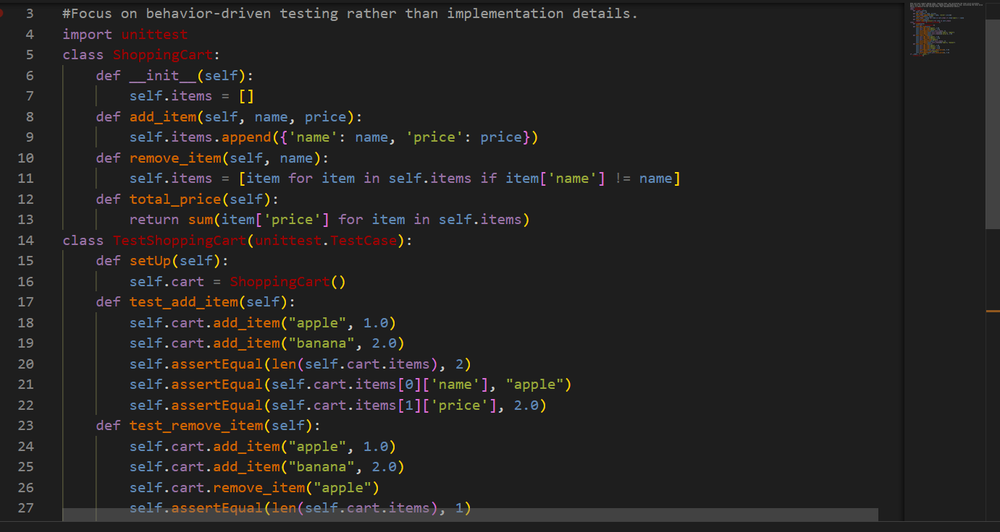 3 #Focus on behavior-driven testing rather than implementation details.
4 import unittest
5 class ShoppingCart:
6     def __init__(self):
7         self.items = []
8     def add_item(self, name, price):
9         self.items.append({'name': name, 'price': price})
10     def remove_item(self, name):
11         self.items = [item for item in self.items if item['name'] != name]
12     def total_price(self):
13         return sum(item['price'] for item in self.items)
14 class TestShoppingCart(unittest.TestCase):
15     def setUp(self):
16         self.cart = ShoppingCart()
17     def test_add_item(self):
18         self.cart.add_item("apple", 1.0)
19         self.cart.add_item("banana", 2.0)
20         self.assertEqual(len(self.cart.items), 2)
21         self.assertEqual(self.cart.items[0]['name'], "apple")
22         self.assertEqual(self.cart.items[1]['price'], 2.0)
23     def test_remove_item(self):
24         self.cart.add_item("apple", 1.0)
25         self.cart.add_item("banana", 2.0)
26         self.cart.remove_item("apple")
27         self.assertEqual(len(self.cart.items), 1)